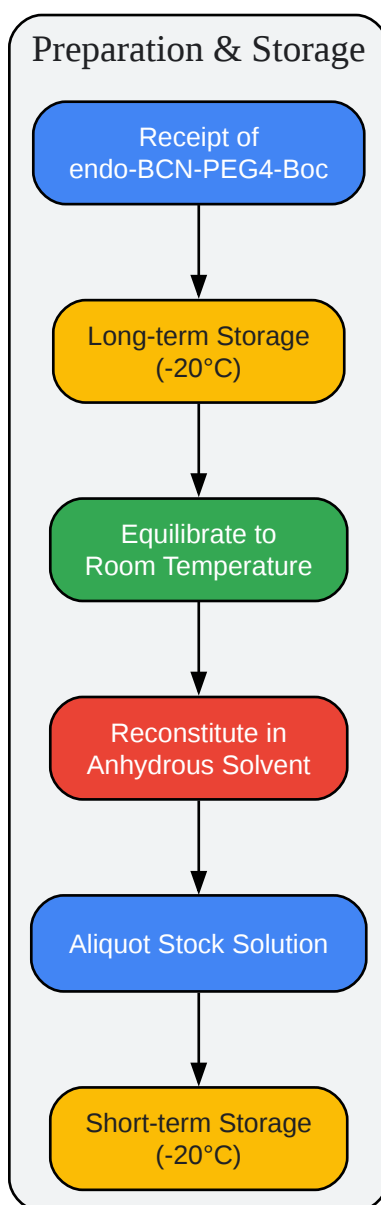 Preparation & Storage
Receipt of
endo-BCN-PEG4-Boc
Long-term Storage
(-20°C)
Equilibrate to
Room Temperature
Reconstitute in
Anhydrous Solvent
Aliquot Stock Solution
Short-term Storage
(-20°C)